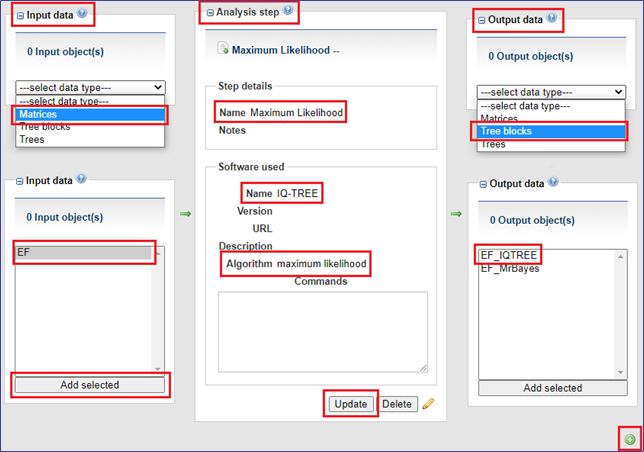 Input data
0 Input object(s)
---select data type---
---select data type---
Matrices
Tree blocks
Trees
Input data
0 Input object(s)
EF
Add selected
Analysis step
Maximum Likelihood --
Step details
Name Maximum Likelihood
Notes
Software used
Name IQ-TREE
Version
URL
Description
Algorithm maximum likelihood
Commands
Update
Delete
Output data
0 Output object(s)
---select data type---
---select data type---
Matrices
Tree blocks
Trees
Output data
0 Output object(s)
EF_IQTREE
EF_MrBayes
Add selected